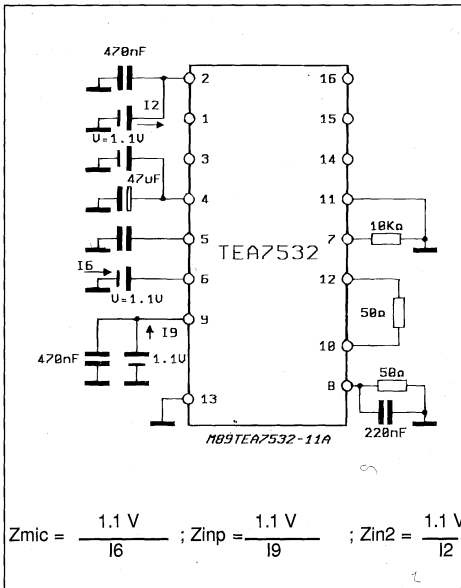 470nF
2
16
I2
1
15
V=1.1V
3
14
47uF
4
11
10KΩ
5
7
TEA7532
I6
6
12
V=1.1V
50Ω
9
I9
10
470nF
1.1V
8
50Ω
13
220nF
M89TEA7532-11A
Zmic = 1.1 V / I6 ; Zinp = 1.1 V / I9 ; Zin2 = 1.1 V / I2